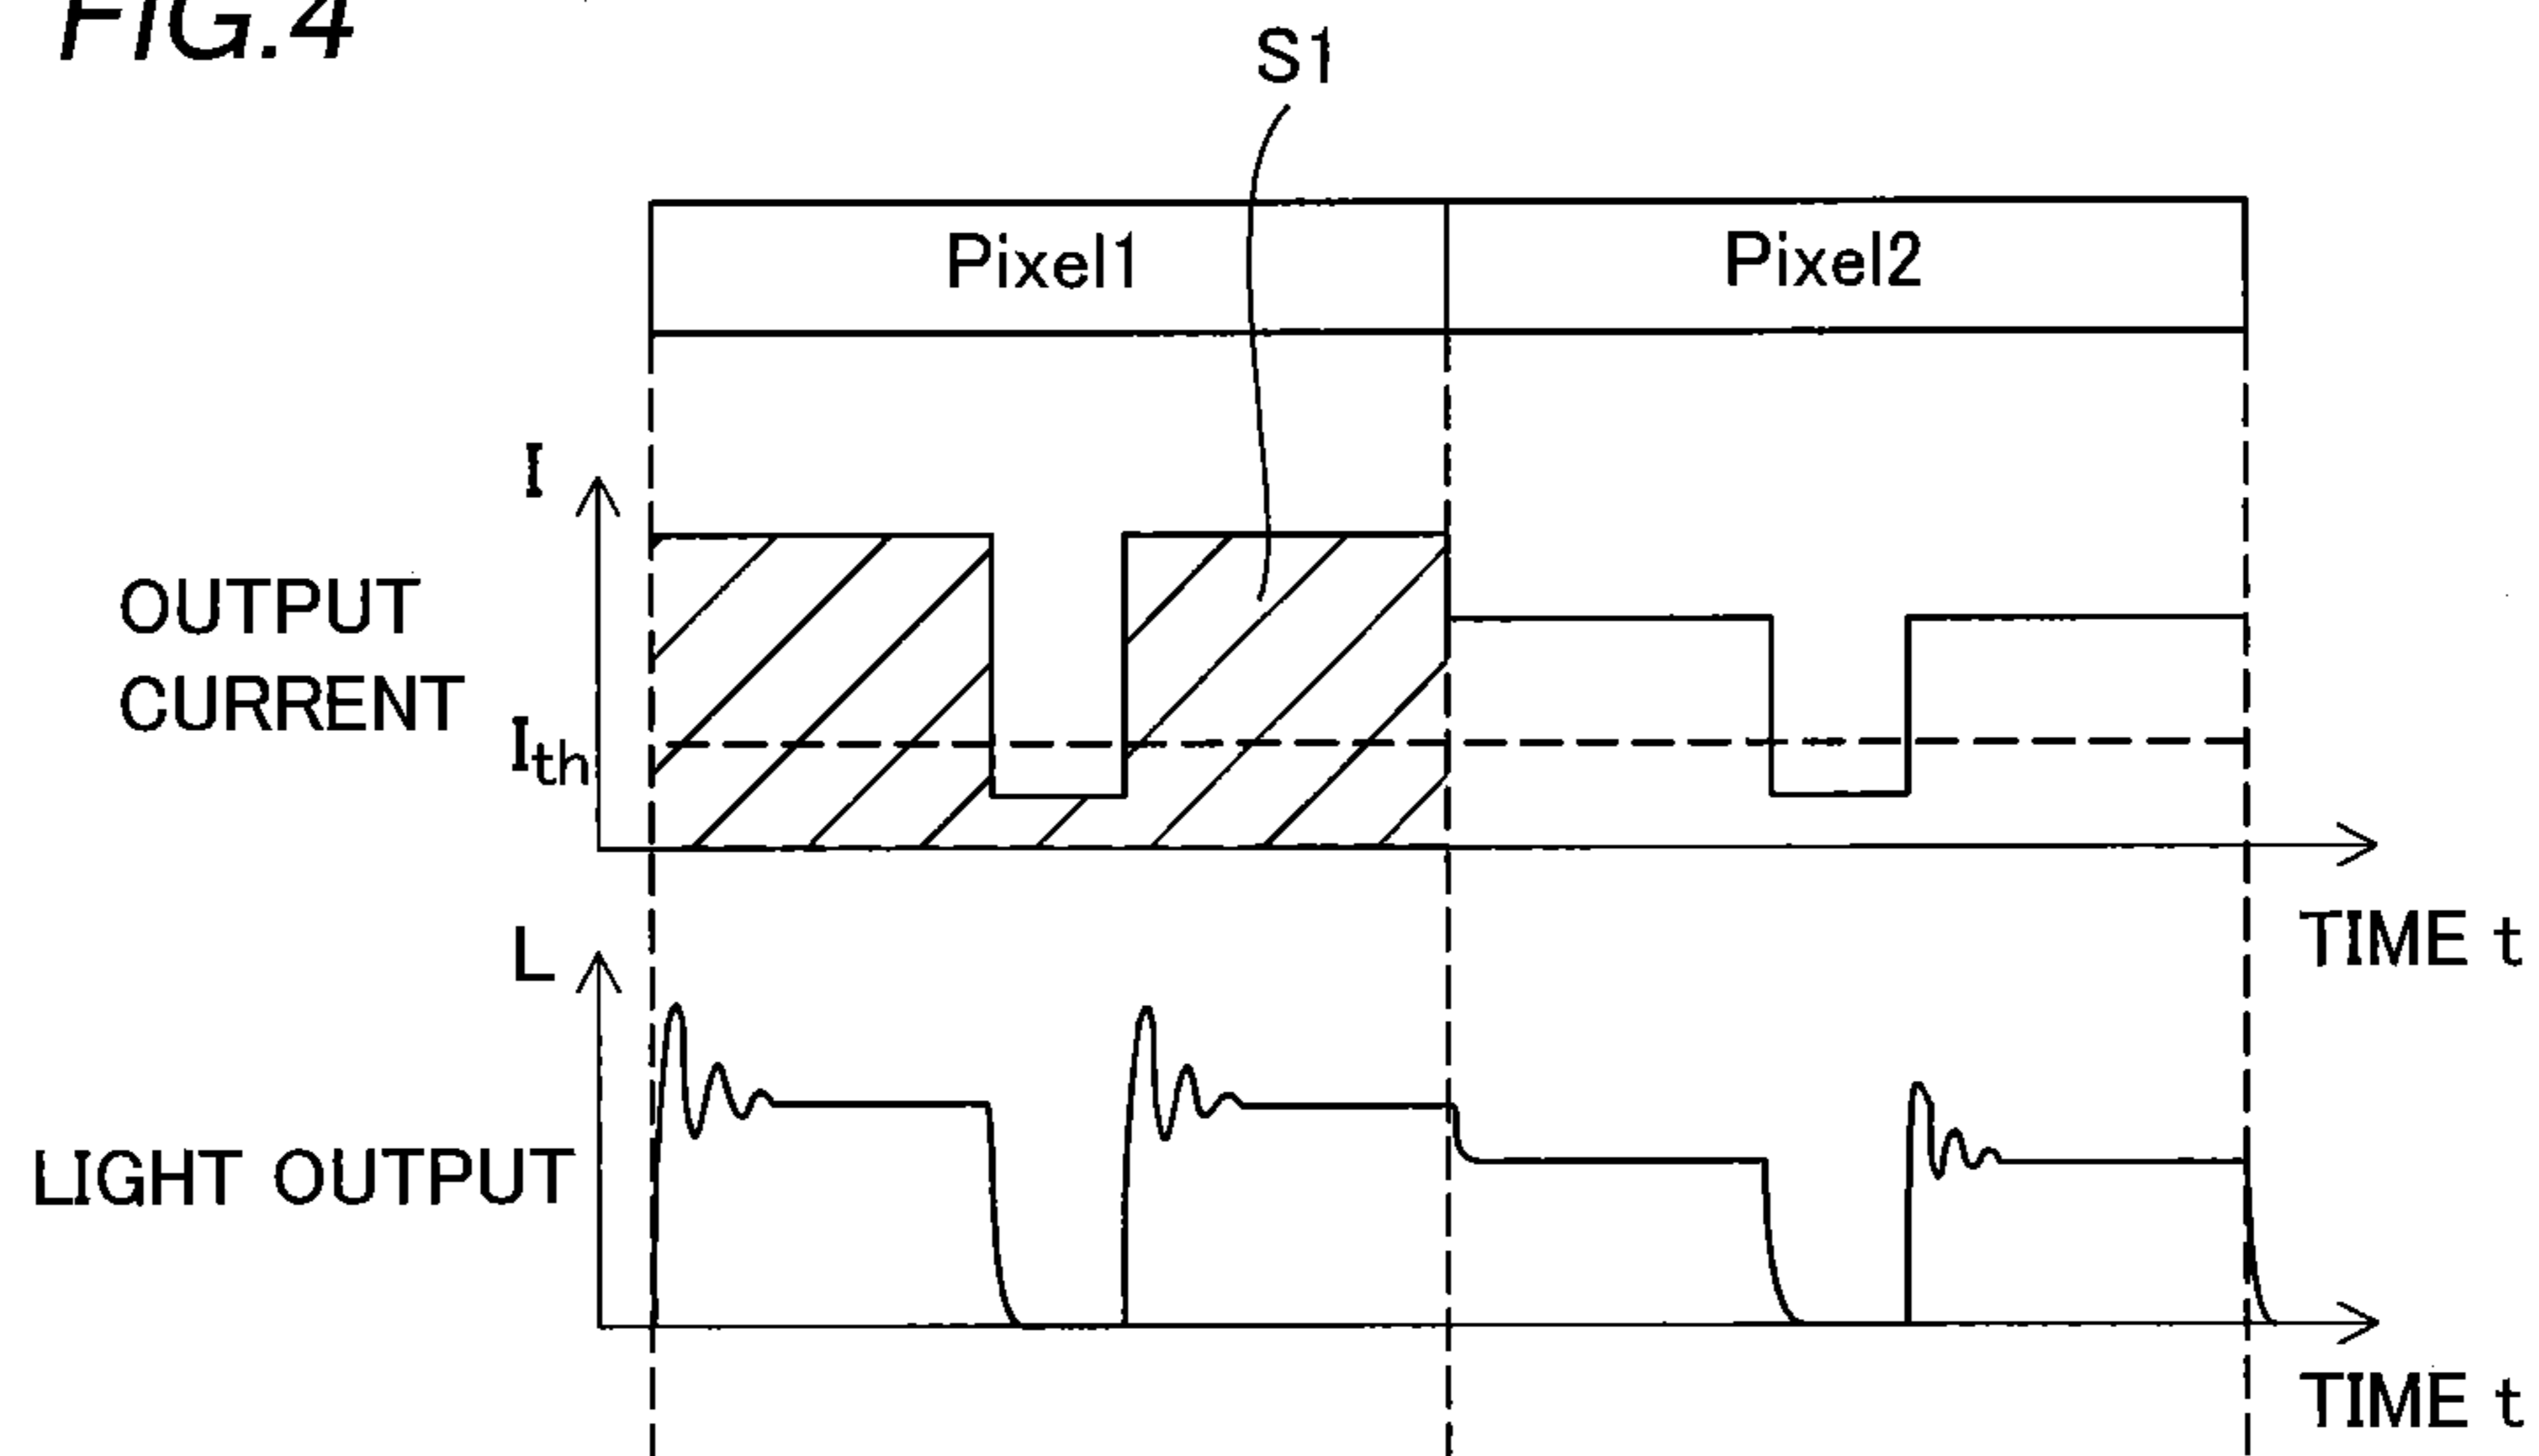 FIG.4
S1
Pixel1
Pixel2
I
OUTPUT
CURRENT
Ith
TIME t
L
LIGHT OUTPUT
TIME t